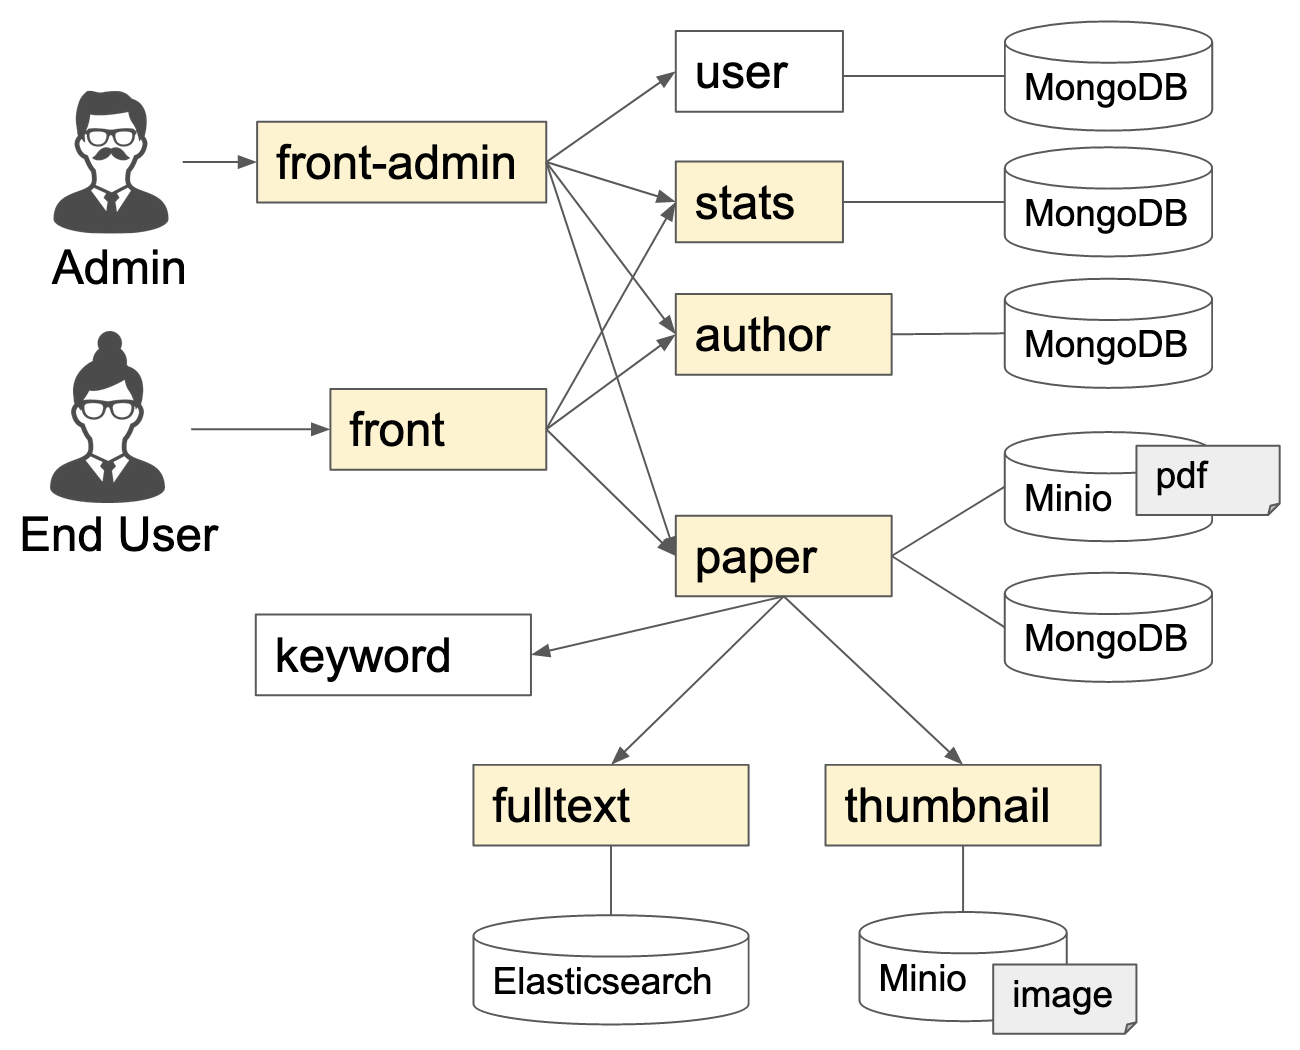 user
MongoDB
front-admin
stats
MongoDB
Admin
author
MongoDB
front
End User
Minio
pdf
paper
MongoDB
keyword
fulltext
thumbnail
Elasticsearch
Minio
image